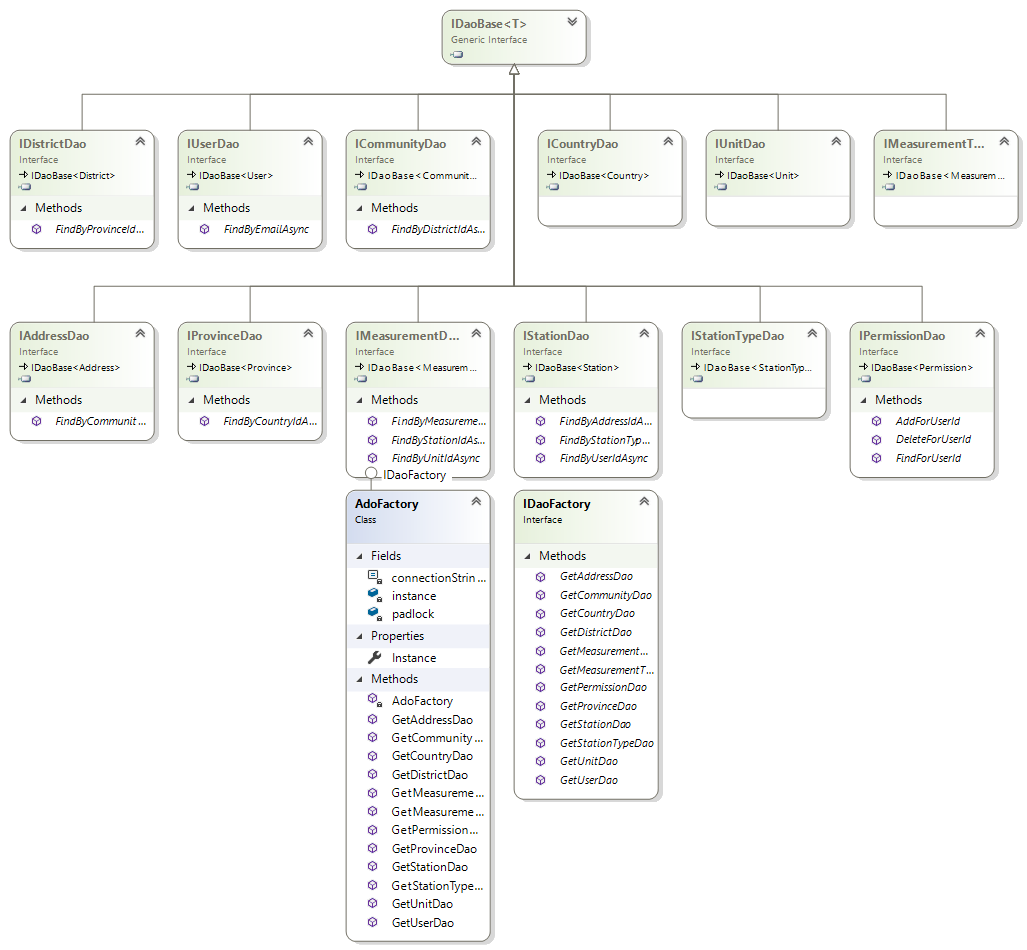 IDaoBase<T>
Generic Interface
IDistrictDao
Interface
IDaoBase<District>
Methods
FindByProvinceId...
IUserDao
Interface
IDaoBase<User>
Methods
FindByEmailAsync
ICommunityDao
Interface
IDaoBase<Communit...
Methods
FindByDistrictIdAs...
ICountryDao
Interface
IDaoBase<Country>
IUnitDao
Interface
IDaoBase<Unit>
IMeasurementT...
Interface
IDaoBase<Measurem...
IAddressDao
Interface
IDaoBase<Address>
Methods
FindByCommunit...
IProvinceDao
Interface
IDaoBase<Province>
Methods
FindByCountryIdA...
IMeasurementD...
Interface
IDaoBase<Measurem...
Methods
FindByMeasureme...
FindByStationIdAs...
FindByUnitIdAsync
IStationDao
Interface
IDaoBase<Station>
Methods
FindByAddressIdA...
FindByStationTyp...
FindByUserIdAsync
IStationTypeDao
Interface
IDaoBase<StationTyp...
IPermissionDao
Interface
IDaoBase<Permission>
Methods
AddForUserId
DeleteForUserId
FindForUserId
IDaoFactory
AdoFactory
Class
Fields
connectionStrin...
instance
padlock
Properties
Instance
Methods
AdoFactory
GetAddressDao
GetCommunity...
GetCountryDao
GetDistrictDao
GetMeasureme...
GetMeasureme...
GetPermission...
GetProvinceDao
GetStationDao
GetStationType...
GetUnitDao
GetUserDao
IDaoFactory
Interface
Methods
GetAddressDao
GetCommunityDao
GetCountryDao
GetDistrictDao
GetMeasurement...
GetMeasurementT...
GetPermissionDao
GetProvinceDao
GetStationDao
GetStationTypeDao
GetUnitDao
GetUserDao